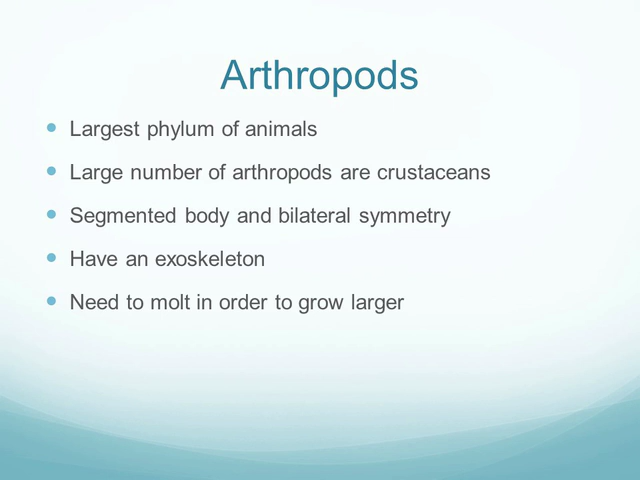 Arthropods
Largest phylum of animals
Large number of arthropods are crustaceans
Segmented body and bilateral symmetry
Have an exoskeleton
Need to molt in order to grow larger